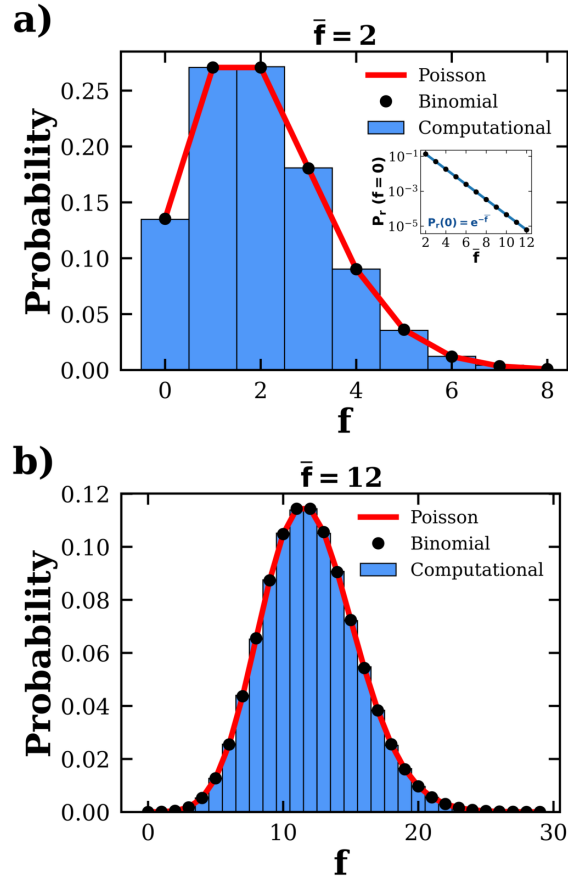 a)
f̄ = 2
Probability
0.25
0.20
0.15
0.10
0.05
0.00
Poisson
Binomial
Computational
P_r (f = 0)
10⁻¹
10⁻³
10⁻⁵
P_r(0) = e^{-f̄}
2 4 6 8 10 12
f̄
0 2 4 6 8
f
b)
f̄ = 12
Probability
0.12
0.10
0.08
0.06
0.04
0.02
0.00
Poisson
Binomial
Computational
0 10 20 30
f